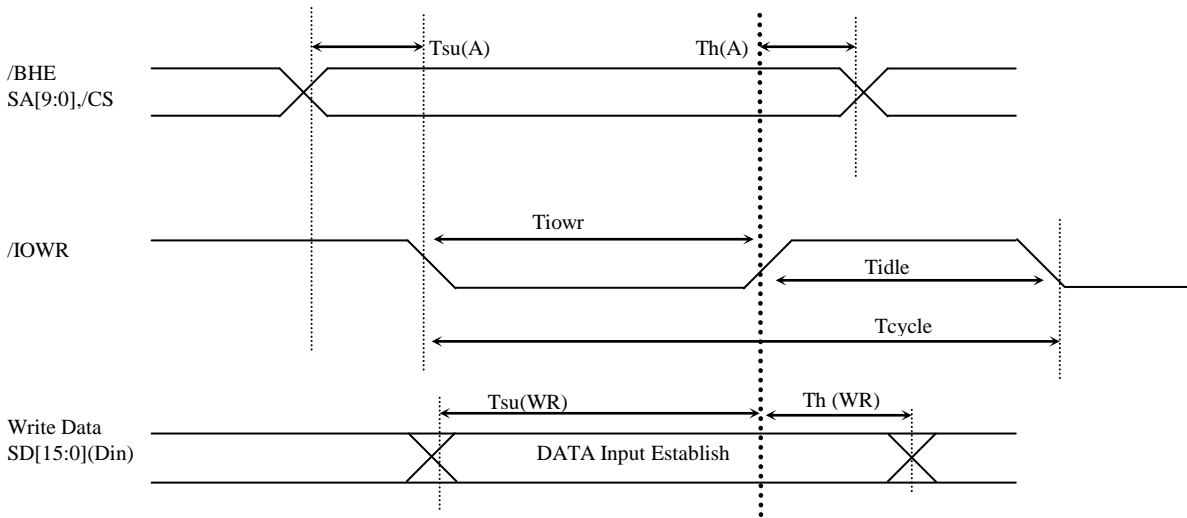 Tsu(A)
Th(A)
/BHE
SA[9:0],/CS
Tiowr
/IOWR
Tidle
Tcycle
Tsu(WR)
Th (WR)
Write Data
SD[15:0](Din)
DATA Input Establish